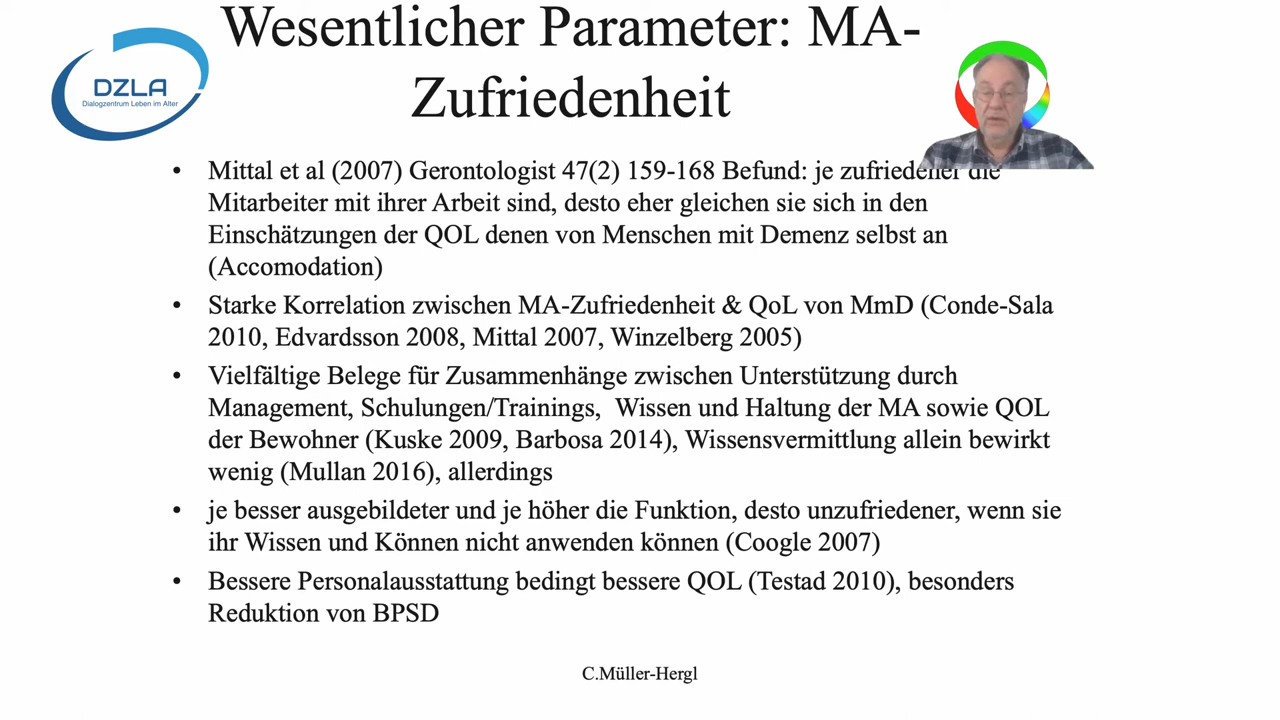 Wesentlicher Parameter: MA-
Zufriedenheit
DZLA
Dialogzentrum Leben im Alter
• Mittal et al (2007) Gerontologist 47(2) 159-168 Befund: je zufriedener die
Mitarbeiter mit ihrer Arbeit sind, desto eher gleichen sie sich in den
Einschätzungen der QOL denen von Menschen mit Demenz selbst an
(Accomodation)
• Starke Korrelation zwischen MA-Zufriedenheit & QoL von MmD (Conde-Sala
2010, Edvardsson 2008, Mittal 2007, Winzelberg 2005)
• Vielfältige Belege für Zusammenhänge zwischen Unterstützung durch
Management, Schulungen/Trainings, Wissen und Haltung der MA sowie QOL
der Bewohner (Kuske 2009, Barbosa 2014), Wissensvermittlung allein bewirkt
wenig (Mullan 2016), allerdings
• je besser ausgebildeter und je höher die Funktion, desto unzufriedener, wenn sie
ihr Wissen und Können nicht anwenden können (Coogle 2007)
• Bessere Personalausstattung bedingt bessere QOL (Testad 2010), besonders
Reduktion von BPSD
C.Müller-Hergl